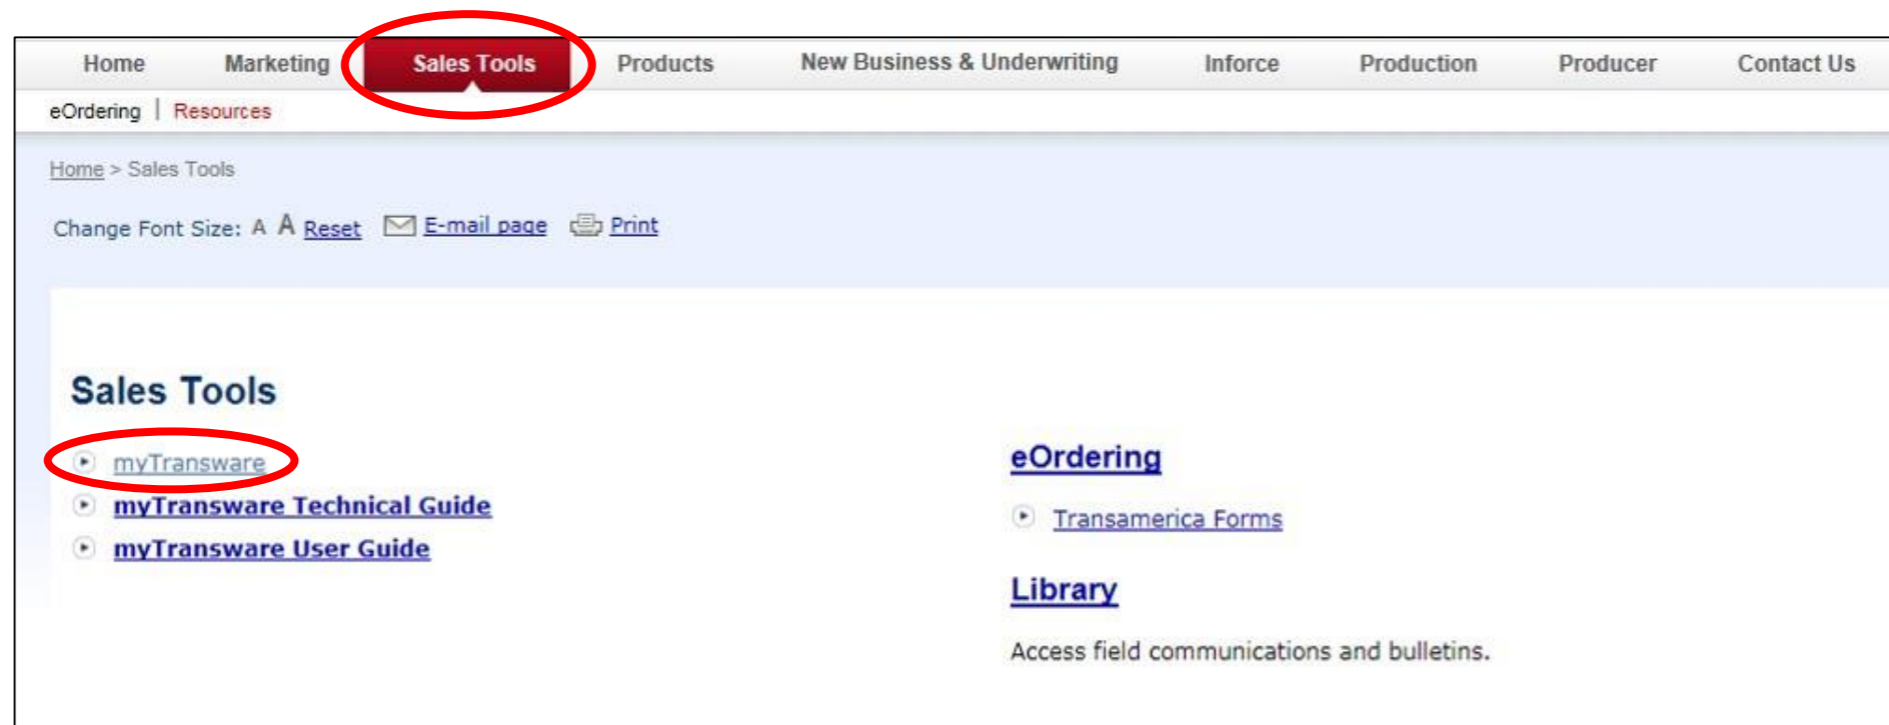 Home Marketing Sales Tools Products New Business & Underwriting Inforce Production Producer Contact Us
eOrdering | Resources
Home > Sales Tools
Change Font Size: A A Reset E-mail page Print
Sales Tools
myTransware
myTransware Technical Guide
myTransware User Guide
eOrdering
Transamerica Forms
Library
Access field communications and bulletins.